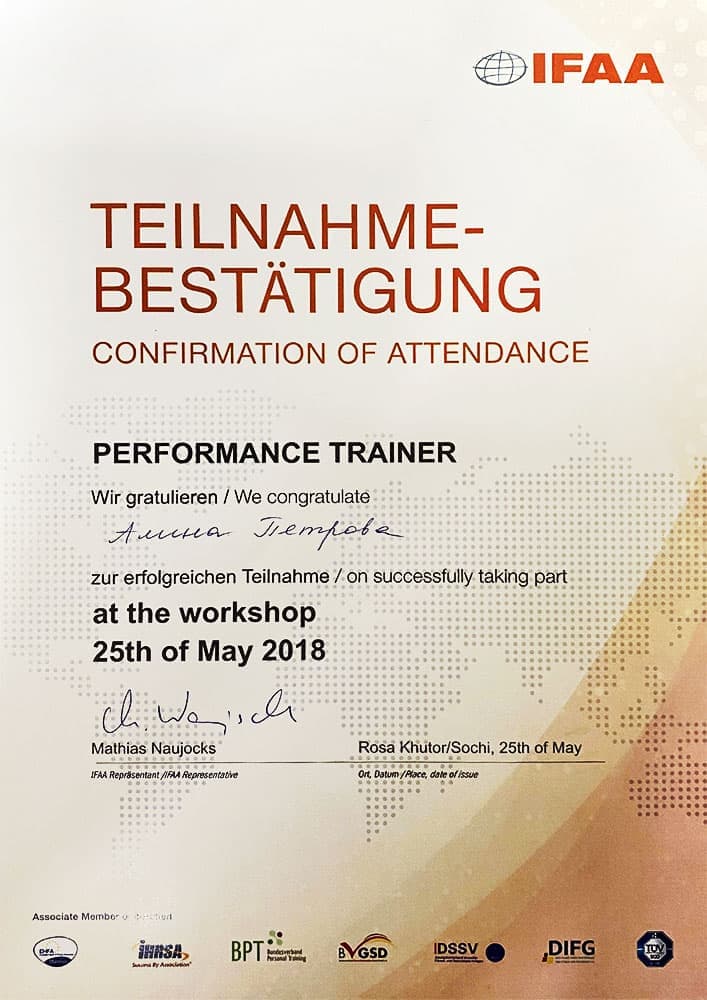 IFAA
TEILNAHME-
BESTÄTIGUNG
CONFIRMATION OF ATTENDANCE
PERFORMANCE TRAINER
Wir gratulieren / We congratulate
Алина Петрова
zur erfolgreichen Teilnahme / on successfully taking part
at the workshop
25th of May 2018
Mathias Naujocks
Rosa Khutor/Sochi, 25th of May
IFAA Repräsentant /IFAA Representative
Ort, Datum / Place, date of issue
Associate Member
EHFA
IHRSA
Success By Association
BPT Bundesverband
Personal Training
BVGSD
IDSSV
DIFG
TÜV